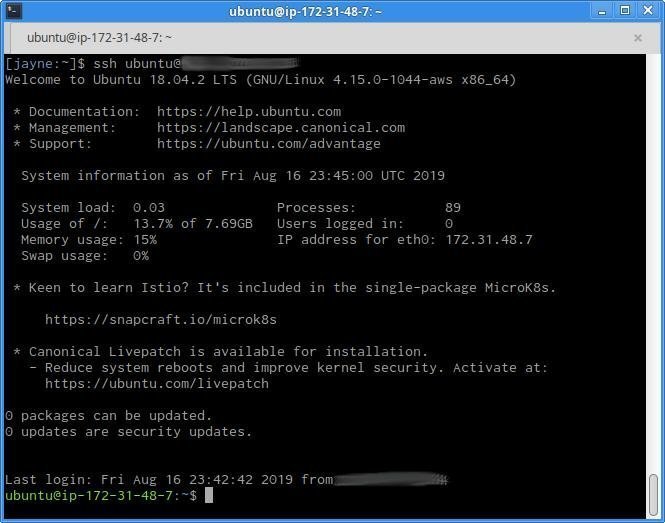 ubuntu@ip-172-31-48-7: ~
ubuntu@ip-172-31-48-7: ~
[jayne:~]$ ssh ubuntu@
Welcome to Ubuntu 18.04.2 LTS (GNU/Linux 4.15.0-1044-aws x86_64)
* Documentation:  https://help.ubuntu.com
* Management:     https://landscape.canonical.com
* Support:        https://ubuntu.com/advantage
System information as of Fri Aug 16 23:45:00 UTC 2019
System load:  0.03              Processes:           89
Usage of /:   13.7% of 7.69GB   Users logged in:     0
Memory usage: 15%               IP address for eth0: 172.31.48.7
Swap usage:   0%
* Keen to learn Istio? It's included in the single-package MicroK8s.
https://snapcraft.io/microk8s
* Canonical Livepatch is available for installation.
- Reduce system reboots and improve kernel security. Activate at:
https://ubuntu.com/livepatch
0 packages can be updated.
0 updates are security updates.
Last login: Fri Aug 16 23:42:42 2019 from
ubuntu@ip-172-31-48-7:~$